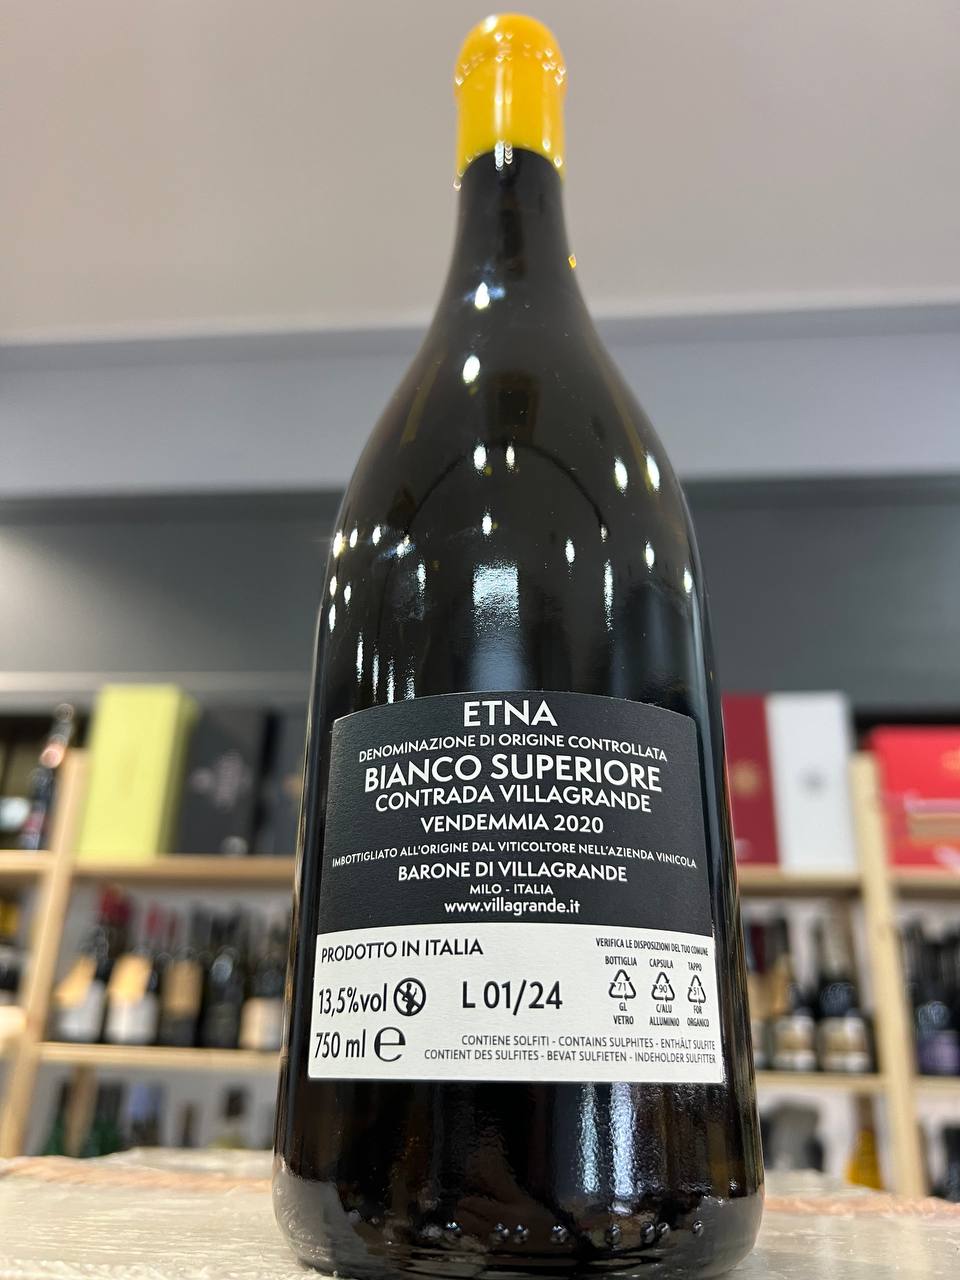 ETNA
DENOMINAZIONE DI ORIGINE CONTROLLATA
BIANCO SUPERIORE
CONTRADA VILLAGRANDE
VENDEMMIA 2020
IMBOTTIGLIATO ALL'ORIGINE DAL VITICOLTORE NELL'AZIENDA VINICOLA
BARONE DI VILLAGRANDE
MILO - ITALIA
www.villagrande.it
PRODOTTO IN ITALIA
VERIFICA LE DISPOSIZIONI DEL TUO COMUNE
BOTTIGLIA CAPSULA TAPPO
71 90 51
GL C/ALU FOR
VETRO ALLUMINIO ORGANICO
13,5%vol L 01/24
750 ml e
CONTIENE SOLFITI - CONTAINS SULPHITES - ENTHÄLT SULFITE
CONTIENT DES SULFITES - BEVAT SULFIETEN - INDEHOLDER SULFITTER